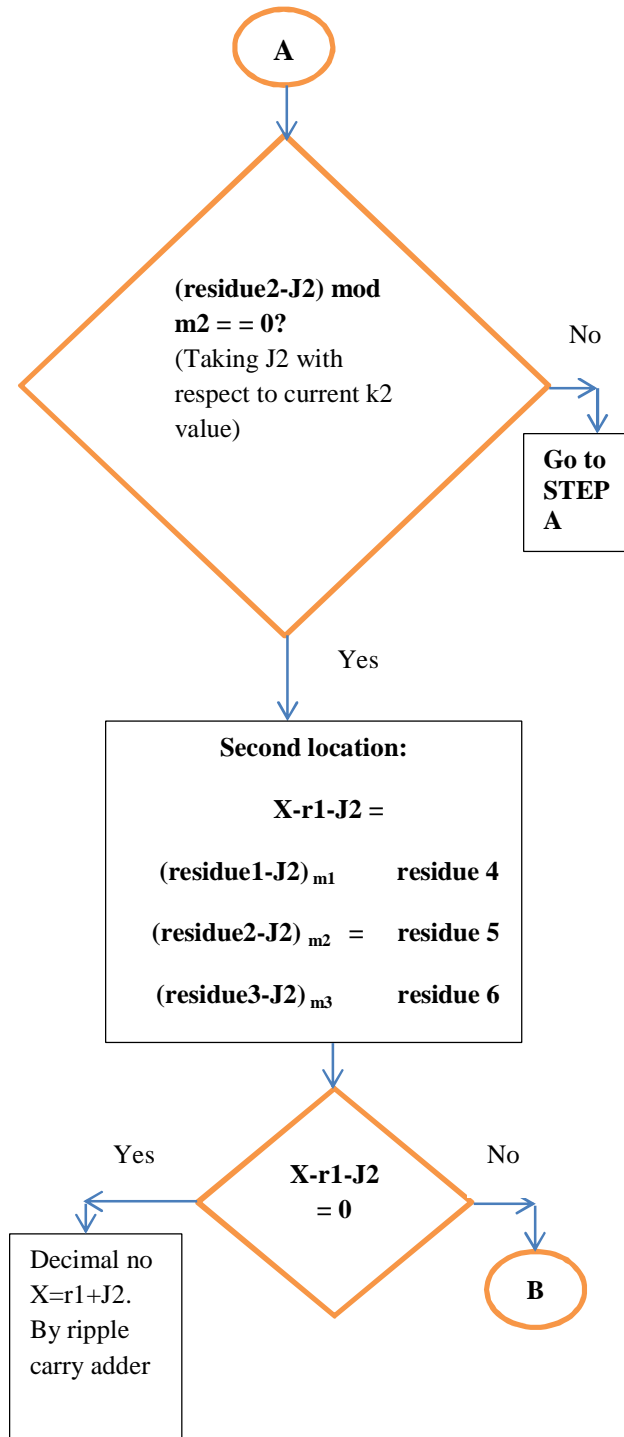 A
(residue2-J2) mod
m2 = = 0?
(Taking J2 with
respect to current k2
value)
No
Go to
STEP
A
Yes
Second location:
X-r1-J2 =
(residue1-J2) m1 residue 4
(residue2-J2) m2 = residue 5
(residue3-J2) m3 residue 6
Yes
No
X-r1-J2
= 0
Decimal no
X=r1+J2.
By ripple
carry adder
B